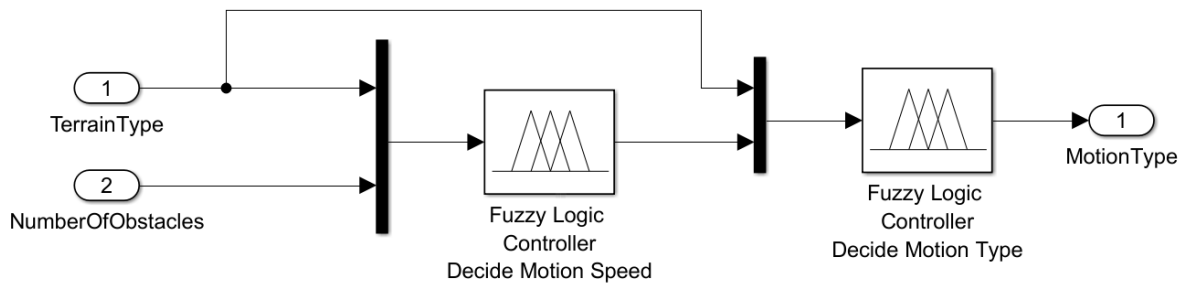 1
TerrainType
2
NumberOfObstacles
Fuzzy Logic
Controller
Decide Motion Speed
Fuzzy Logic
Controller
Decide Motion Type
1
MotionType